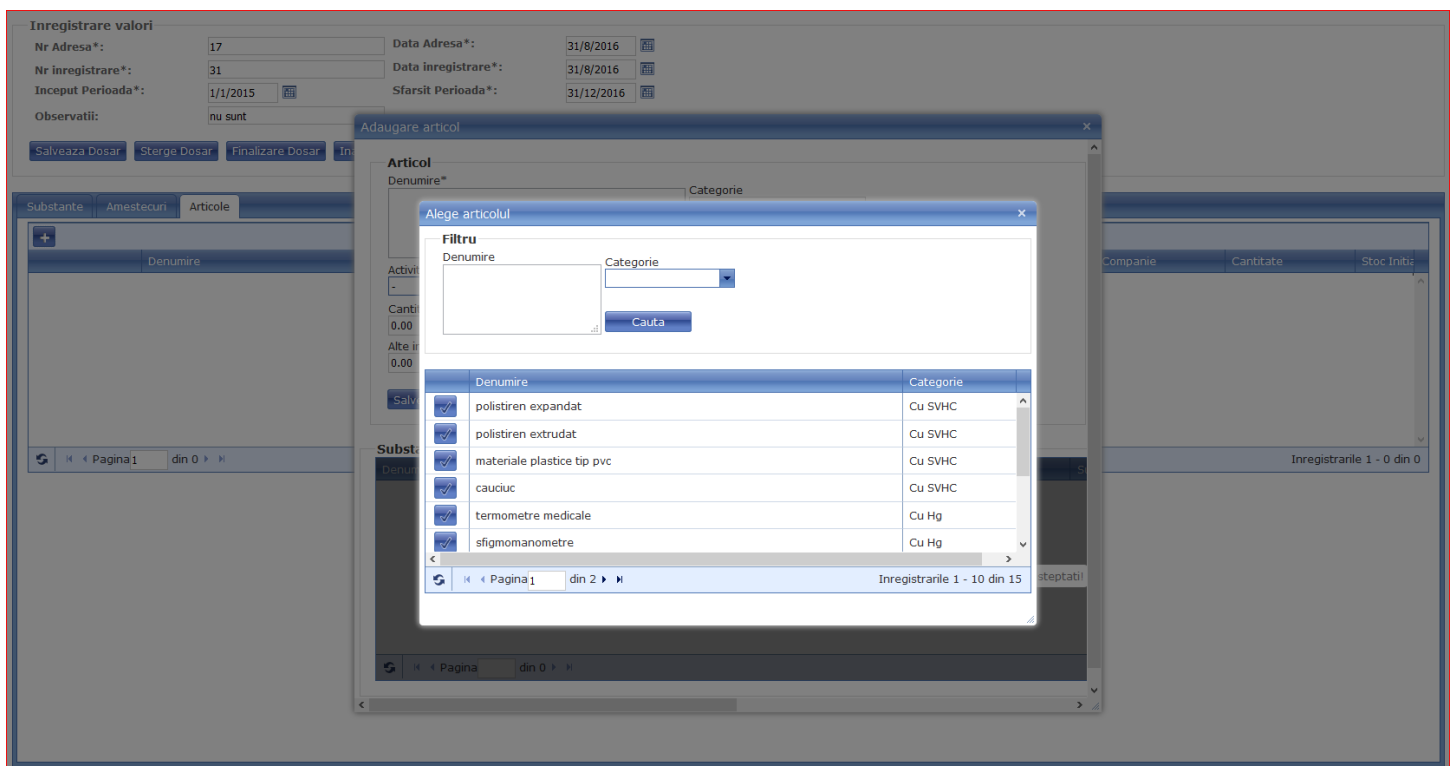 Inregistrare valori
Nr Adresa*: 17 Data Adresa*: 31/8/2016
Nr inregistrare*: 31 Data inregistrare*: 31/8/2016
Inceput Perioada*: 1/1/2015 Sfarsit Perioada*: 31/12/2016
Observatii: nu sunt
Salveaza Dosar Sterge Dosar Finalizare Dosar
Substante Amestecuri Articole
Denumire Companie Cantitate Stoc
Pagina 1 din 0 Inregistrarile 1 - 0 din 0
Adaugare articol
Articol
Denumire*
Categorie
-
0.00
Alte
0.00
Alege articolul
Filtru
Denumire
Categorie
Cauta
Denumire Categorie
polistiren expandat Cu SVHC
polistiren extrudat Cu SVHC
materiale plastice tip pvc Cu SVHC
cauciuc Cu SVHC
termometre medicale Cu Hg
sfigmomanometre Cu Hg
Pagina 1 din 2 Inregistrarile 1 - 10 din 15
steptati!
Pagina din 0